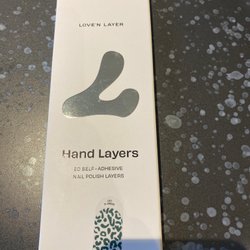 LOVE'N LAYER
Hand Layers
20 SELF-ADHESIVE
NAIL POLISH LAYERS